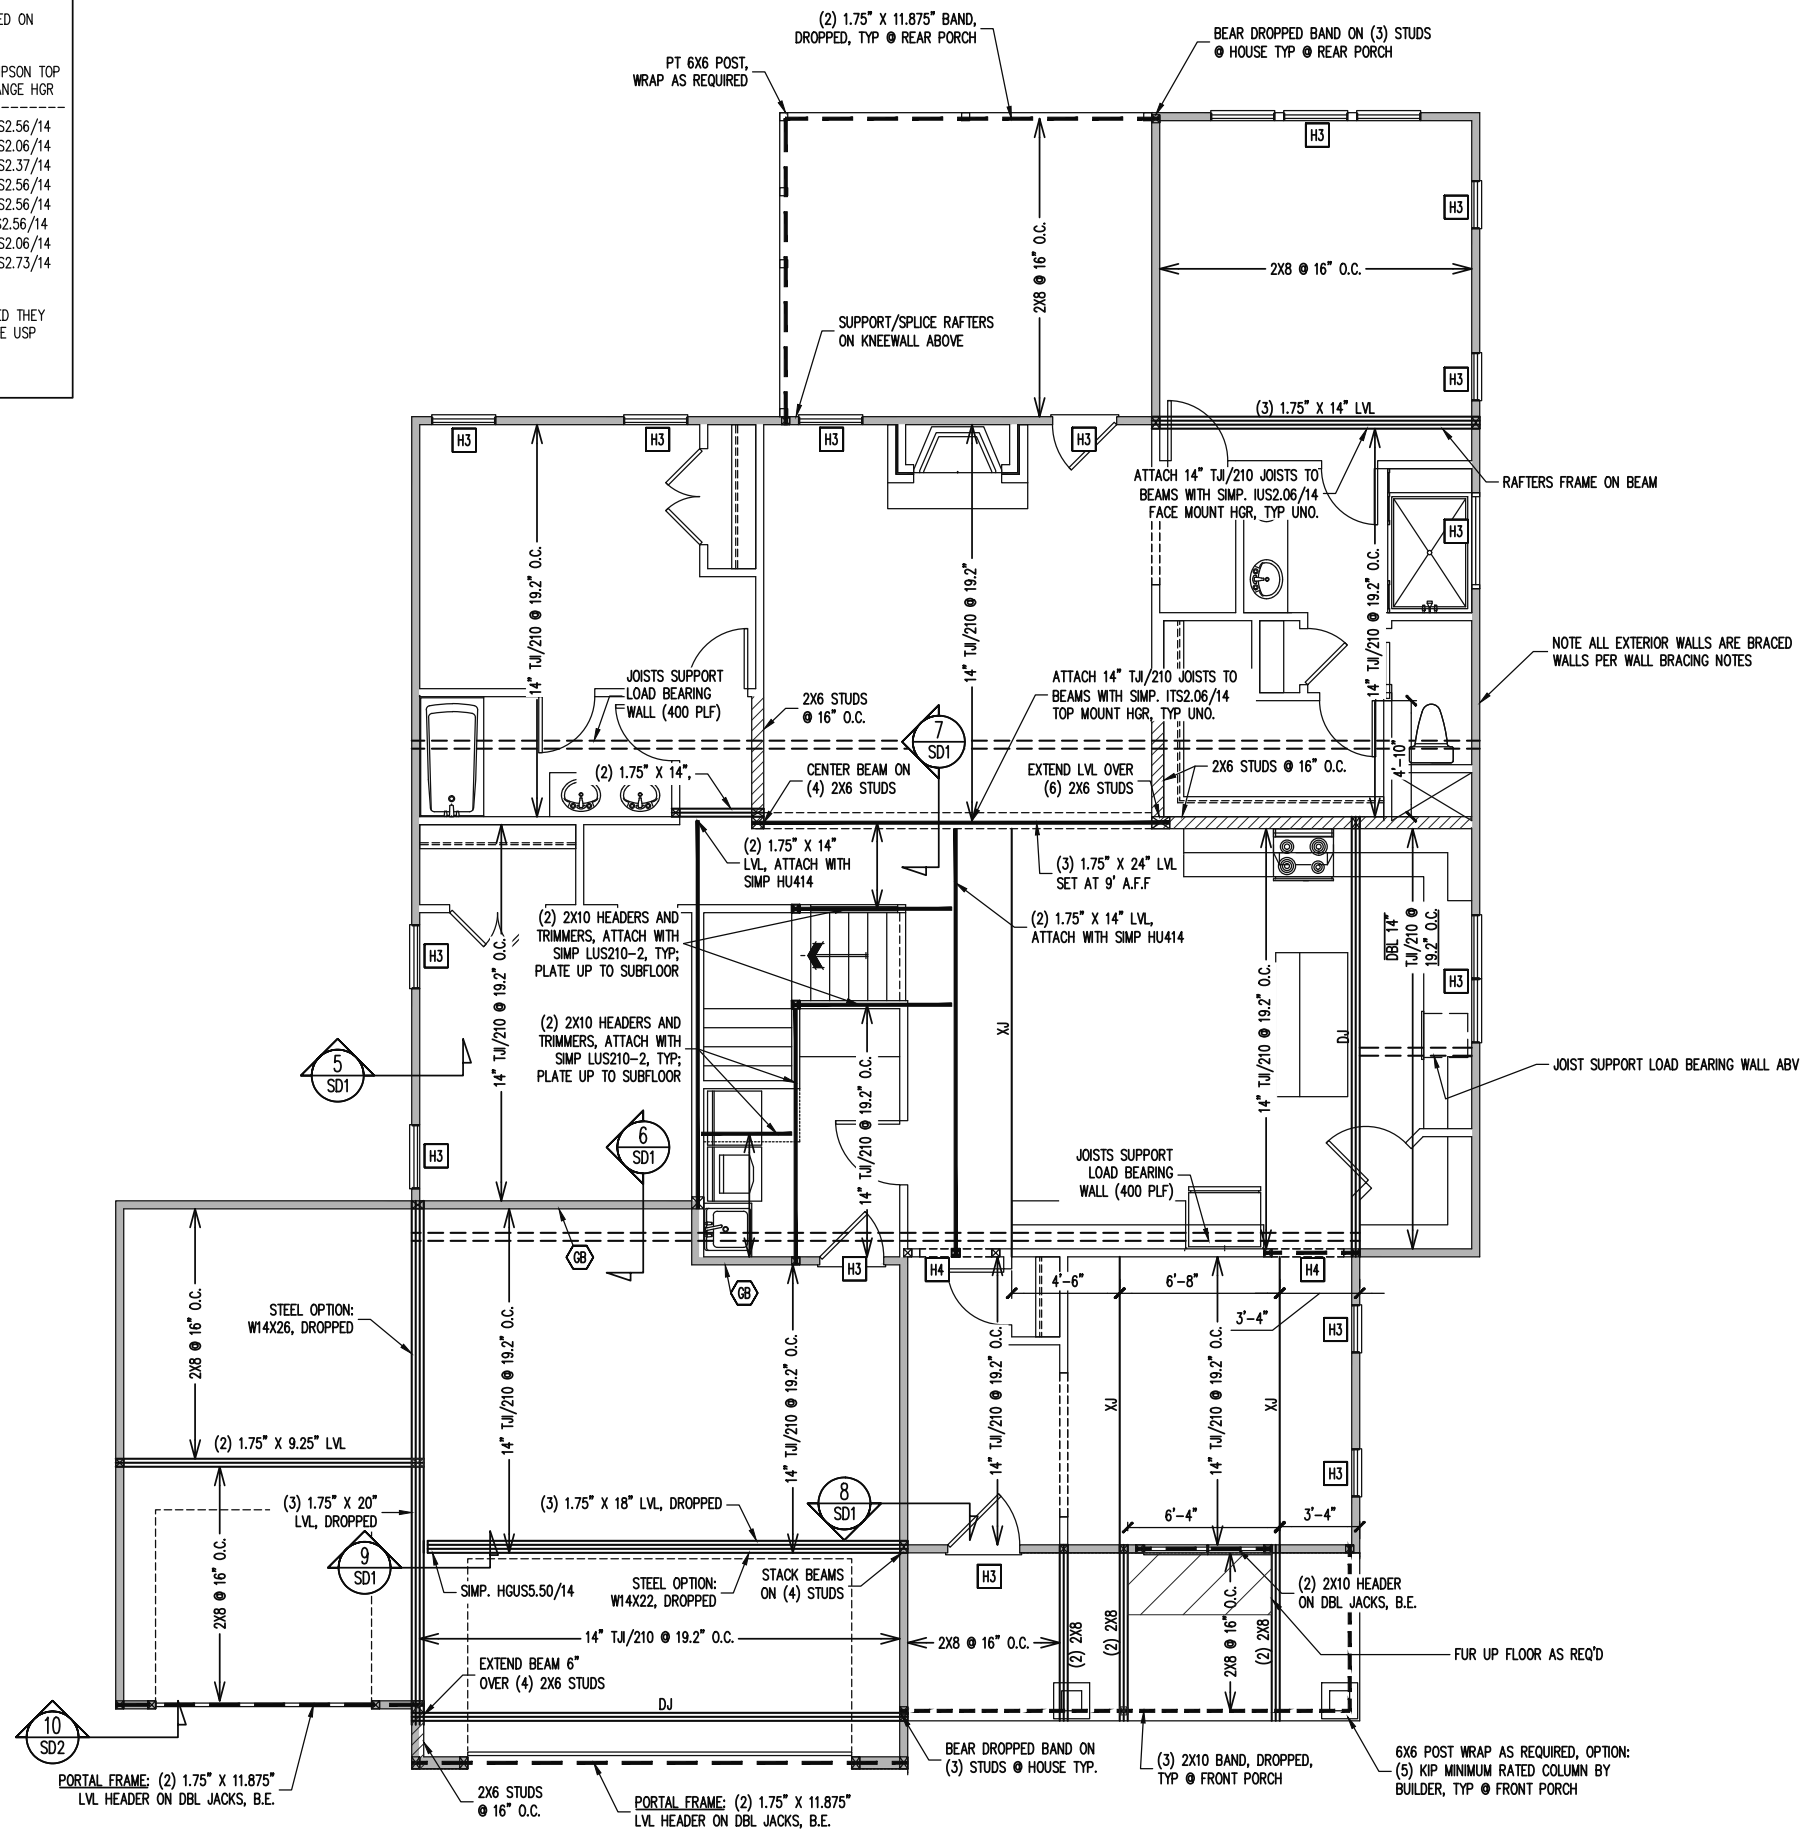 ED ON
PSON TOP
ANGE HGR
S2.56/14
S2.06/14
S2.37/14
S2.56/14
S2.56/14
S2.56/14
S2.06/14
S2.73/14
ED THEY
E USP
(2) 1.75" X 11.875" BAND,
DROPPED, TYP @ REAR PORCH
BEAR DROPPED BAND ON (3) STUDS
@ HOUSE TYP @ REAR PORCH
PT 6X6 POST,
WRAP AS REQUIRED
H3
H3
2X8 @ 16" O.C.
2X8 @ 16" O.C.
SUPPORT/SPLICE RAFTERS
ON KNEEWALL ABOVE
H3
(3) 1.75" X 14" LVL
H3
H3
H3
H3
ATTACH 14" TJI/210 JOISTS TO
BEAMS WITH SIMP. IUS2.06/14
FACE MOUNT HGR, TYP UNO.
RAFTERS FRAME ON BEAM
H3
14" TJI/210 @ 19.2" O.C.
14" TJI/210 @ 19.2"
14" TJI/210 @ 19.2" O.C.
NOTE ALL EXTERIOR WALLS ARE BRACED
WALLS PER WALL BRACING NOTES
JOISTS SUPPORT
LOAD BEARING
WALL (400 PLF)
2X6 STUDS
@ 16" O.C.
ATTACH 14" TJI/210 JOISTS TO
BEAMS WITH SIMP. ITS2.06/14
TOP MOUNT HGR, TYP UNO.
7
SD1
4'-10"
(2) 1.75" X 14",
CENTER BEAM ON
(4) 2X6 STUDS
EXTEND LVL OVER
(6) 2X6 STUDS
2X6 STUDS @ 16" O.C.
(2) 1.75" X 14"
LVL, ATTACH WITH
SIMP HU414
(3) 1.75" X 24" LVL
SET AT 9' A.F.F
(2) 1.75" X 14" LVL,
ATTACH WITH SIMP HU414
(2) 2X10 HEADERS AND
TRIMMERS, ATTACH WITH
SIMP LUS210-2, TYP;
PLATE UP TO SUBFLOOR
H3
14" TJI/210 @ 19.2" O.C.
DBL 14"
TJI/210 @
19.2" O.C.
H3
(2) 2X10 HEADERS AND
TRIMMERS, ATTACH WITH
SIMP LUS210-2, TYP;
PLATE UP TO SUBFLOOR
XJ
14" TJI/210 @ 19.2" O.C.
DJ
5
SD1
14" TJI/210 @ 19.2" O.C.
JOIST SUPPORT LOAD BEARING WALL ABV
6
SD1
H3
JOISTS SUPPORT
LOAD BEARING
WALL (400 PLF)
GB
GB
H3
H4
H4
4'-6"
6'-8"
3'-4"
STEEL OPTION:
W14X26, DROPPED
2X8 @ 16" O.C.
H3
14" TJI/210 @ 19.2" O.C.
14" TJI/210 @ 19.2" O.C.
14" TJI/210 @ 19.2" O.C.
XJ
14" TJI/210 @ 19.2" O.C.
XJ
(2) 1.75" X 9.25" LVL
H3
(3) 1.75" X 20"
LVL, DROPPED
(3) 1.75" X 18" LVL, DROPPED
8
SD1
6'-4"
3'-4"
9
SD1
SIMP. HGUS5.50/14
STEEL OPTION:
W14X22, DROPPED
STACK BEAMS
ON (4) STUDS
H3
(2) 2X10 HEADER
ON DBL JACKS, B.E.
2X8 @ 16" O.C.
14" TJI/210 @ 19.2" O.C.
2X8 @ 16" O.C.
(2) 2X8
(2) 2X8
2X8 @ 16" O.C.
(2) 2X8
FUR UP FLOOR AS REQ'D
EXTEND BEAM 6"
OVER (4) 2X6 STUDS
DJ
10
SD2
PORTAL FRAME: (2) 1.75" X 11.875"
LVL HEADER ON DBL JACKS, B.E.
2X6 STUDS
@ 16" O.C.
PORTAL FRAME: (2) 1.75" X 11.875"
LVL HEADER ON DBL JACKS, B.E.
BEAR DROPPED BAND ON
(3) STUDS @ HOUSE TYP.
(3) 2X10 BAND, DROPPED,
TYP @ FRONT PORCH
6X6 POST WRAP AS REQUIRED, OPTION:
(5) KIP MINIMUM RATED COLUMN BY
BUILDER, TYP @ FRONT PORCH